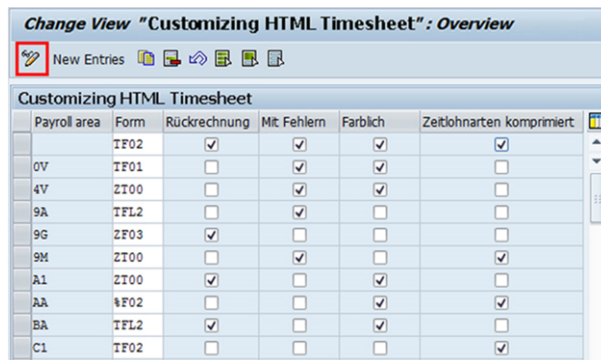 Change View "Customizing HTML Timesheet": Overview
New Entries
Customizing HTML Timesheet
Payroll area Form Rückrechnung Mit Fehlern Farblich Zeitlohnarten komprimiert
TF02
0V TF01
4V ZT00
9A TFL2
9G ZF03
9M ZT00
A1 ZT00
AA %F02
BA TFL2
C1 TF02